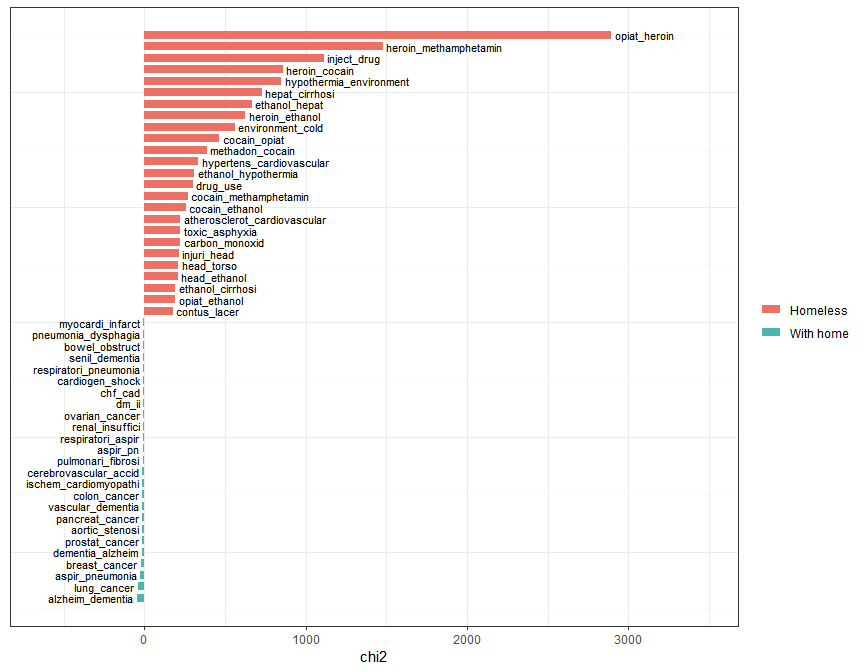 opiat_heroin
heroin_methamphetamin
inject_drug
heroin_cocain
hypothermia_environment
hepat_cirrhosi
ethanol_hepat
heroin_ethanol
environment_cold
cocain_opiat
methadon_cocain
hypertens_cardiovascular
ethanol_hypothermia
drug_use
cocain_methamphetamin
cocain_ethanol
atherosclerot_cardiovascular
toxic_asphyxia
carbon_monoxid
injuri_head
head_torso
head_ethanol
ethanol_cirrhosi
opiat_ethanol
contus_lacer
myocardi_infarct
pneumonia_dysphagia
bowel_obstruct
senil_dementia
respiratori_pneumonia
cardiogen_shock
chf_cad
dm_ii
ovarian_cancer
renal_insuffici
respiratori_aspir
aspir_pn
pulmonari_fibrosi
cerebrovascular_accid
ischem_cardiomyopathi
colon_cancer
vascular_dementia
pancreat_cancer
aortic_stenosi
prostat_cancer
dementia_alzheim
breast_cancer
aspir_pneumonia
lung_cancer
alzheim_dementia
0 1000 2000 3000
chi2
Homeless
With home